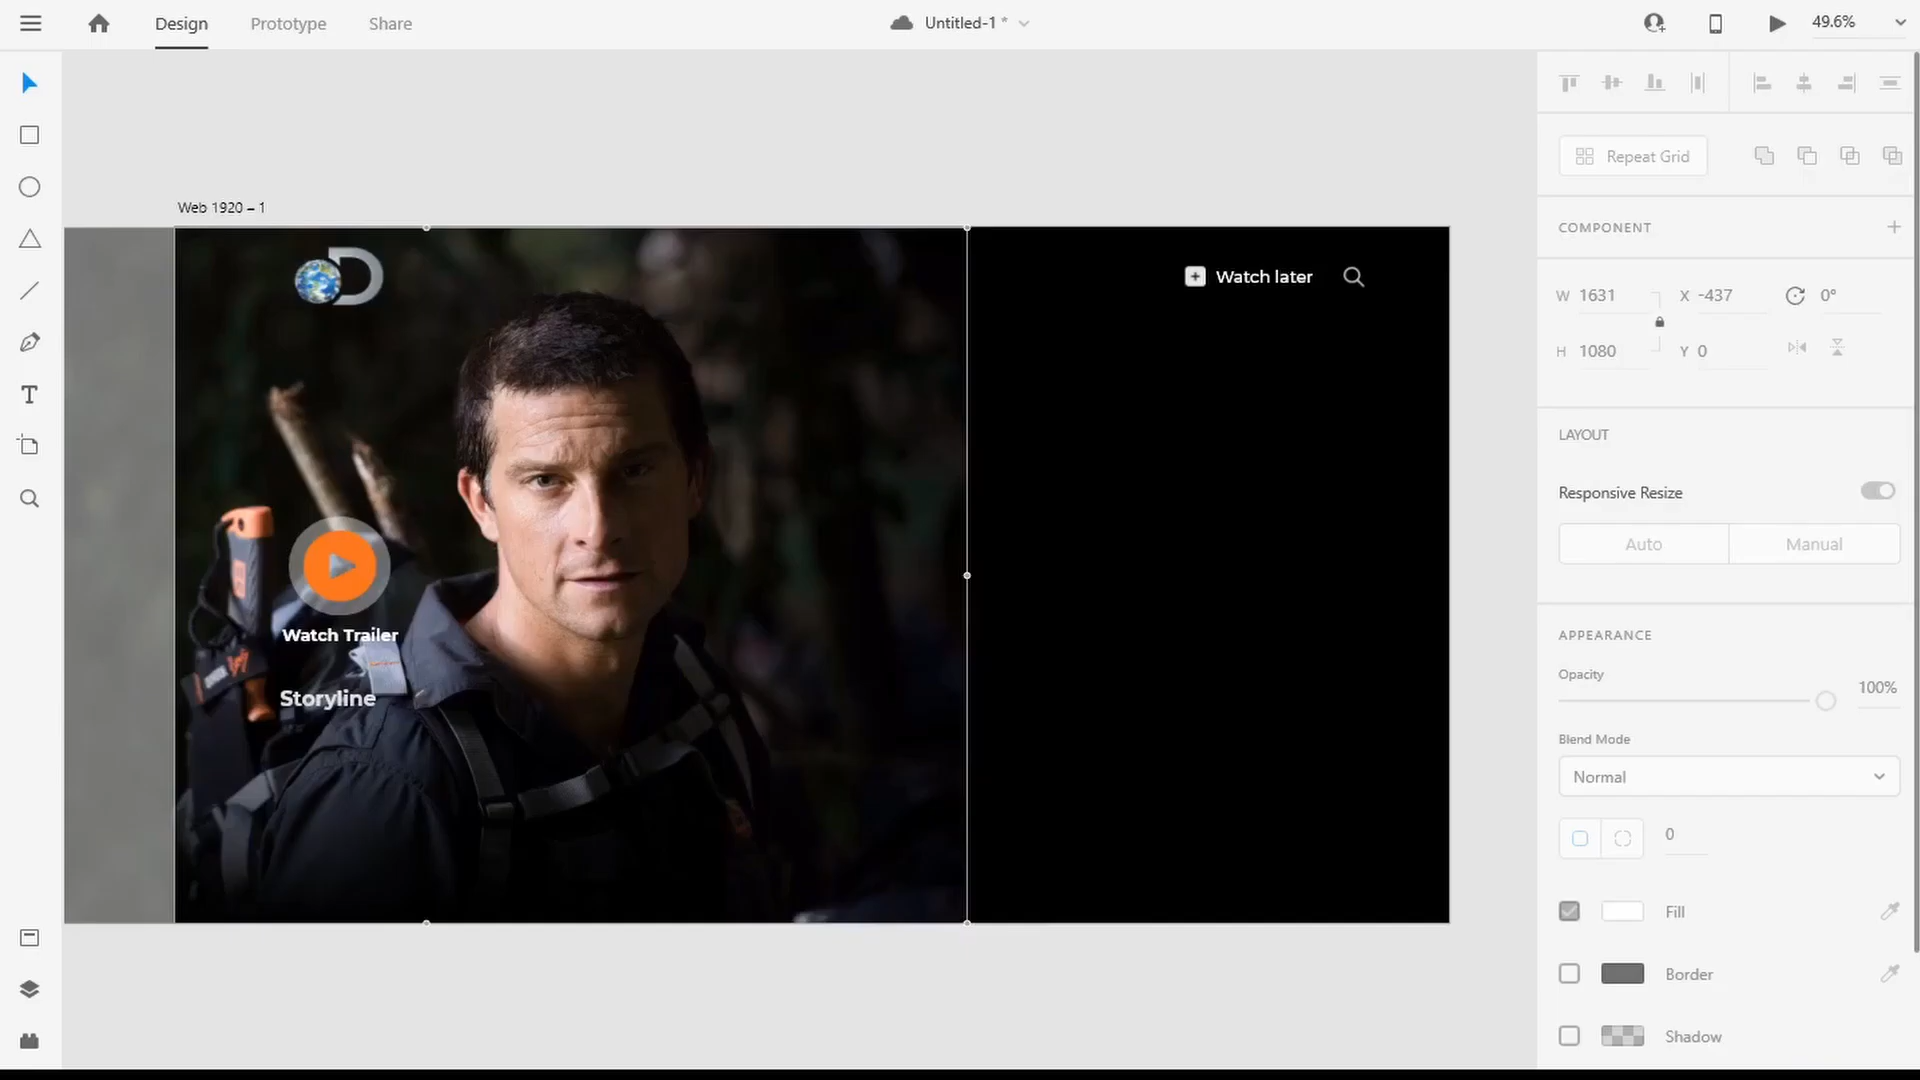 Design Prototype Share Untitled-1 * 49.6%
Repeat Grid
Web 1920 – 1
COMPONENT
D
Watch later
W 1631 X -437 0°
H 1080 Y 0
LAYOUT
Responsive Resize
Auto Manual
Watch Trailer
Storyline
APPEARANCE
Opacity
100%
Blend Mode
Normal
0
Fill
Border
Shadow